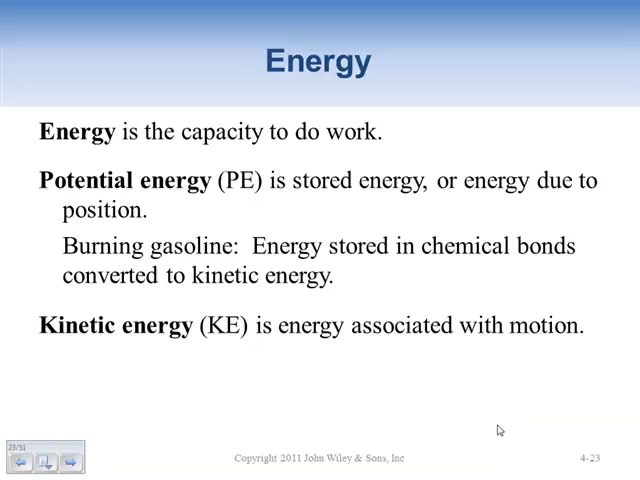 Energy
Energy is the capacity to do work.
Potential energy (PE) is stored energy, or energy due to
position.
Burning gasoline: Energy stored in chemical bonds
converted to kinetic energy.
Kinetic energy (KE) is energy associated with motion.
23/51
Copyright 2011 John Wiley & Sons, Inc
4-23